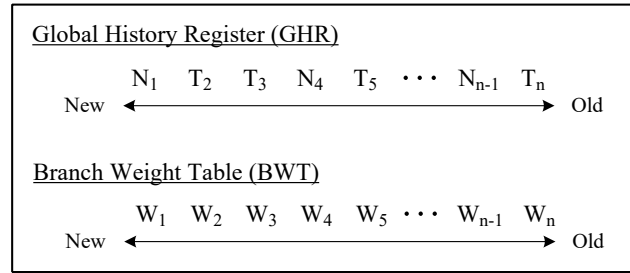 Global History Register (GHR)
N₁ T₂ T₃ N₄ T₅ ··· Nₙ₋₁ Tₙ
New Old
Branch Weight Table (BWT)
W₁ W₂ W₃ W₄ W₅ ··· Wₙ₋₁ Wₙ
New Old